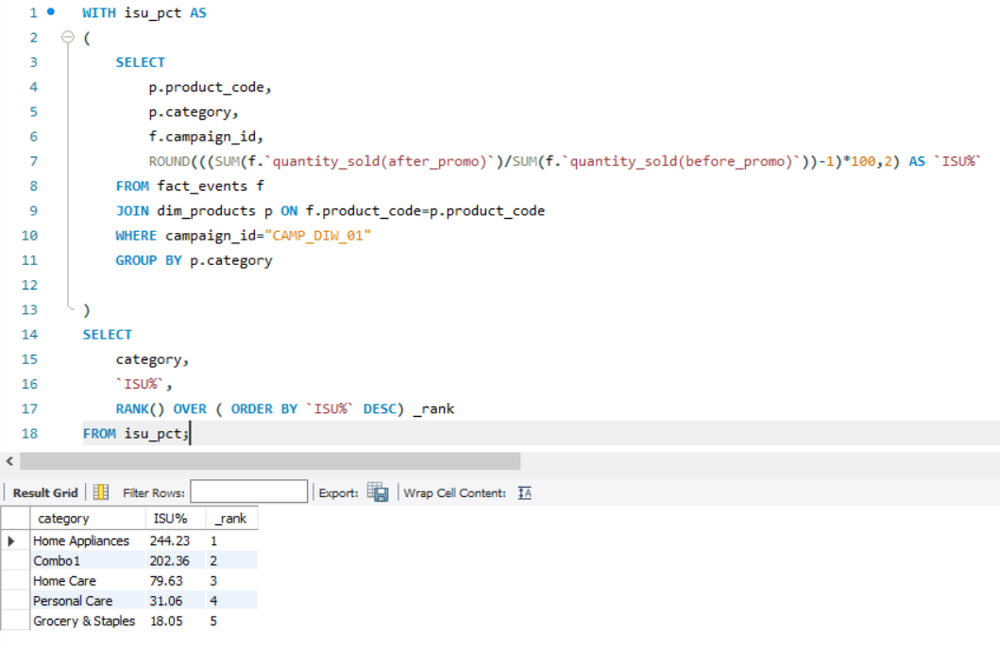 1 WITH isu_pct AS
2 (
3 SELECT
4 p.product_code,
5 p.category,
6 f.campaign_id,
7 ROUND(((SUM(f.`quantity_sold(after_promo)`)/SUM(f.`quantity_sold(before_promo)`))-1)*100,2) AS `ISU%`
8 FROM fact_events f
9 JOIN dim_products p ON f.product_code=p.product_code
10 WHERE campaign_id="CAMP_DIW_01"
11 GROUP BY p.category
12
13 )
14 SELECT
15 category,
16 `ISU%`,
17 RANK() OVER ( ORDER BY `ISU%` DESC) _rank
18 FROM isu_pct;
Result Grid Filter Rows: Export: Wrap Cell Content: IA
category ISU% _rank
Home Appliances 244.23 1
Combo1 202.36 2
Home Care 79.63 3
Personal Care 31.06 4
Grocery & Staples 18.05 5